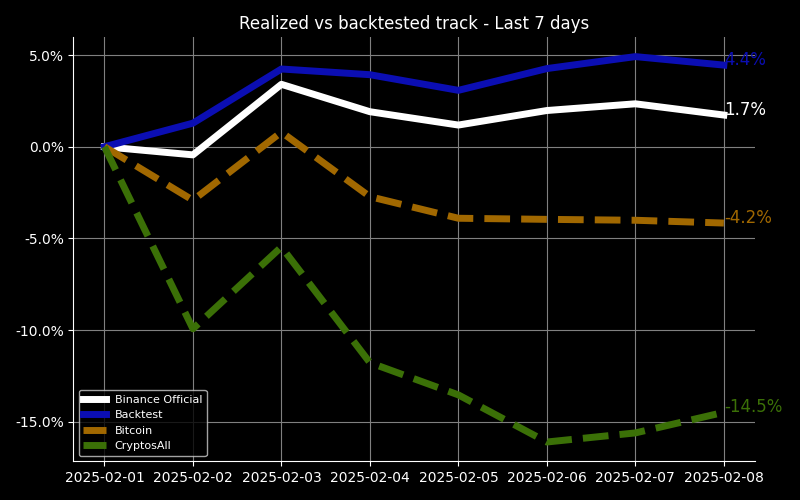 Realized vs backtested track - Last 7 days
5.0%
0.0%
-5.0%
-10.0%
-15.0%
4.4%
1.7%
-4.2%
-14.5%
Binance Official
Backtest
Bitcoin
CryptosAll
2025-02-01 2025-02-02 2025-02-03 2025-02-04 2025-02-05 2025-02-06 2025-02-07 2025-02-08